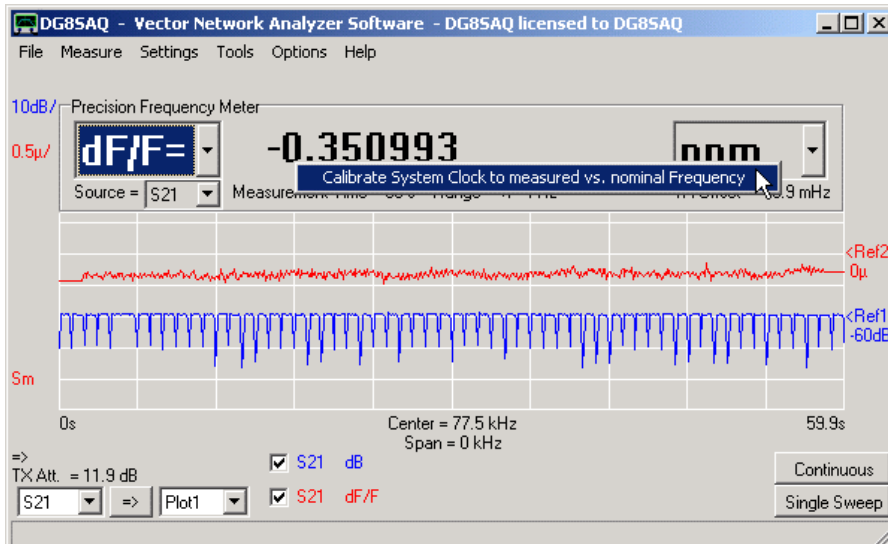 DG8SAQ - Vector Network Analyzer Software - DG8SAQ licensed to DG8SAQ
File Measure Settings Tools Options Help
10dB/ Precision Frequency Meter
0.5µ/ dF/F= -0.350993 ppm
Calibrate System Clock to measured vs. nominal Frequency
Source = S21 Measurement Time mHz
<Ref2
0µ
<Ref1
-60dB
Sm
0s Center = 77.5 kHz 59.9s
Span = 0 kHz
=>
TX Att. = 11.9 dB
S21 dB
S21 => Plot1
S21 dF/F
Continuous
Single Sweep